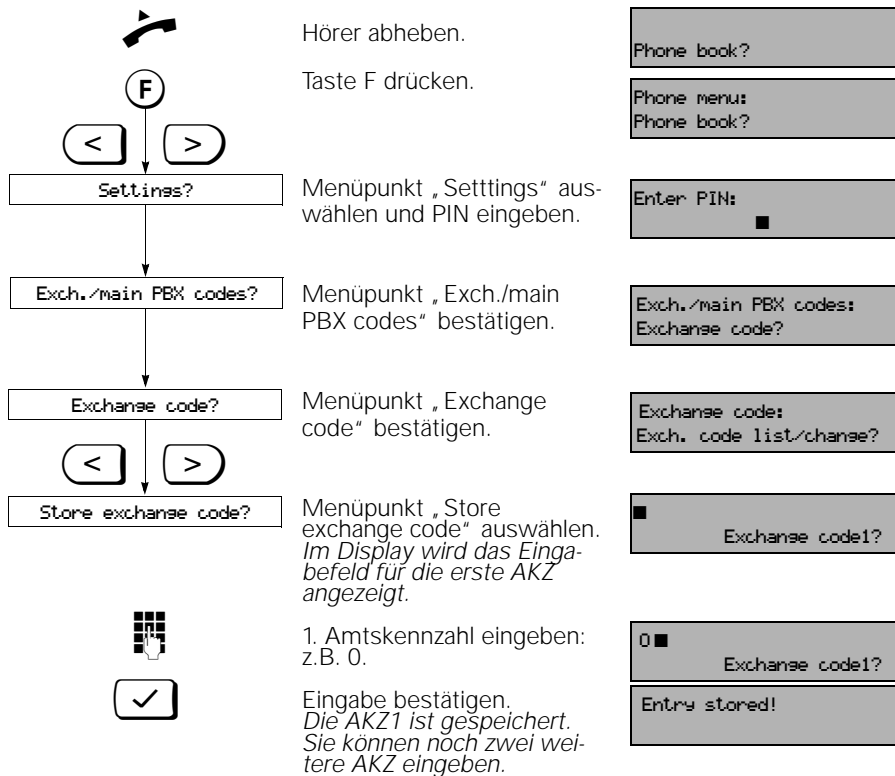 Hörer abheben.
Phone book?
F
Taste F drücken.
Phone menu:
Phone book?
<
>
Settings?
Menüpunkt „Setttings“ aus-
wählen und PIN eingeben.
Enter PIN:
Exch./main PBX codes?
Menüpunkt „Exch./main
PBX codes“ bestätigen.
Exch./main PBX codes:
Exchange code?
Exchange code?
Menüpunkt „Exchange
code“ bestätigen.
Exchange code:
Exch. code list/change?
<
>
Store exchange code?
Menüpunkt „Store
exchange code“ auswählen.
Im Display wird das Einga-
befeld für die erste AKZ
angezeigt.
Exchange code1?
1. Amtskennzahl eingeben:
z.B. 0.
0
Exchange code1?
Eingabe bestätigen.
Die AKZ1 ist gespeichert.
Sie können noch zwei wei-
tere AKZ eingeben.
Entry stored!